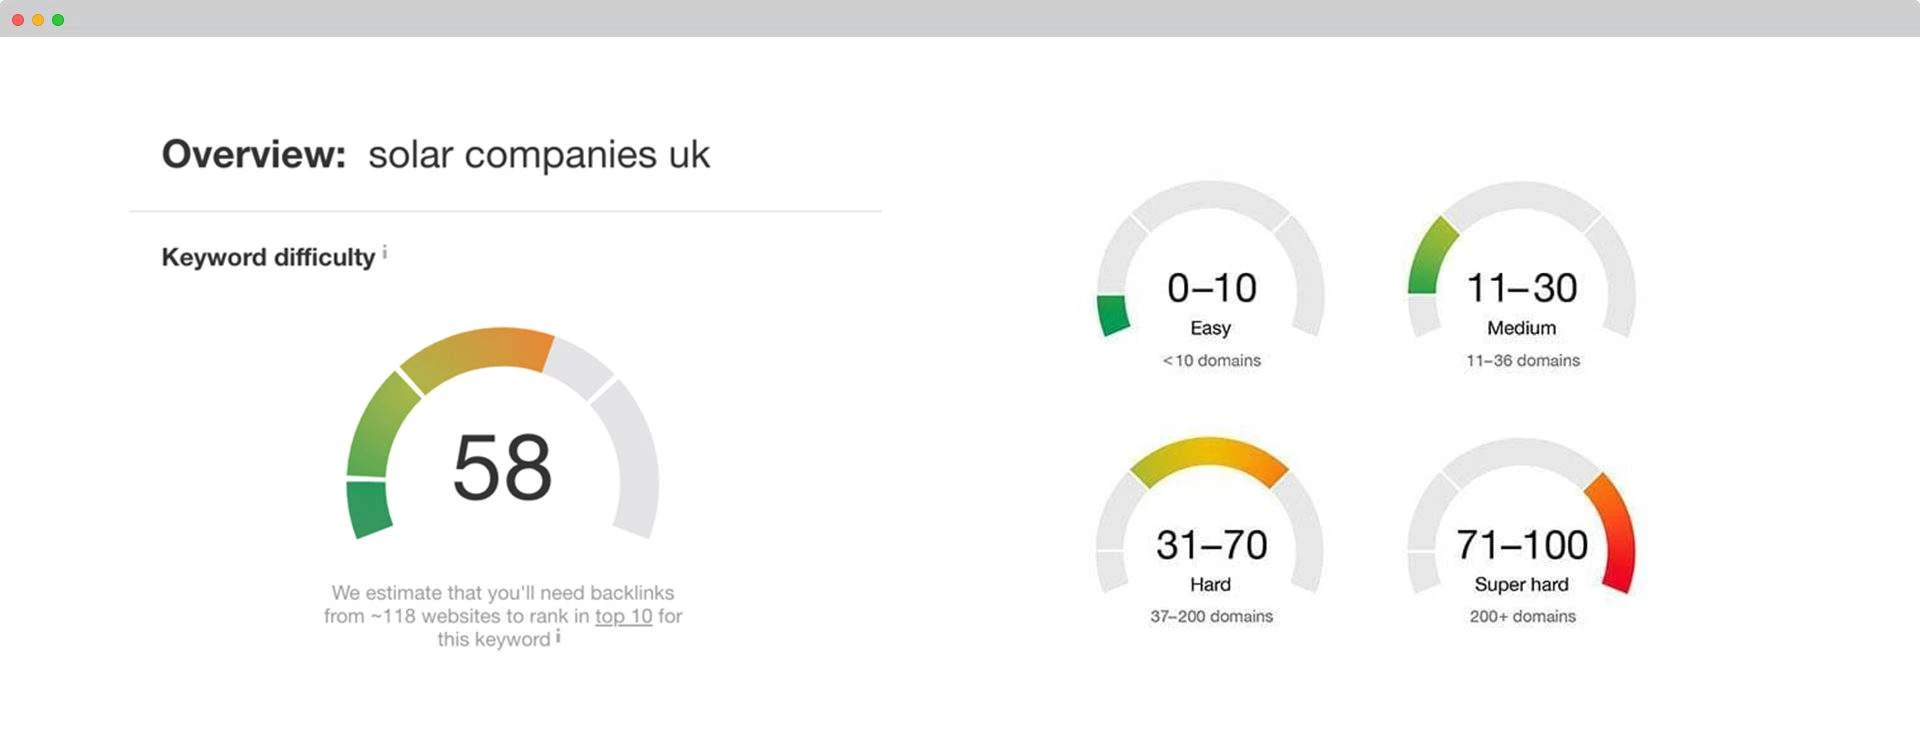 Overview: solar companies uk
Keyword difficulty i
58
We estimate that you'll need backlinks
from ~118 websites to rank in top 10 for
this keyword i
0–10
Easy
<10 domains
11–30
Medium
11–36 domains
31–70
Hard
37–200 domains
71–100
Super hard
200+ domains